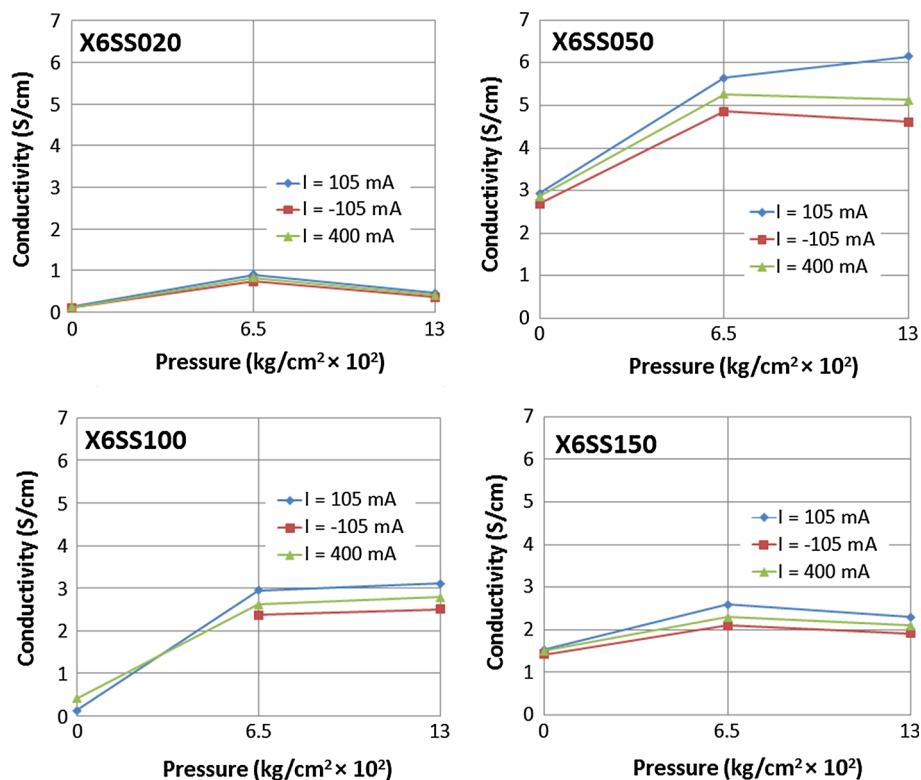 X6SS020
Conductivity (S/cm)
7
6
5
4
3
2
1
0
I = 105 mA
I = -105 mA
I = 400 mA
0 6.5 13
Pressure (kg/cm² × 10²)
X6SS050
Conductivity (S/cm)
7
6
5
4
3
2
1
0
I = 105 mA
I = -105 mA
I = 400 mA
0 6.5 13
Pressure (kg/cm² × 10²)
X6SS100
Conductivity (S/cm)
7
6
5
4
3
2
1
0
I = 105 mA
I = -105 mA
I = 400 mA
0 6.5 13
Pressure (kg/cm² × 10²)
X6SS150
Conductivity (S/cm)
7
6
5
4
3
2
1
0
I = 105 mA
I = -105 mA
I = 400 mA
0 6.5 13
Pressure (kg/cm² × 10²)